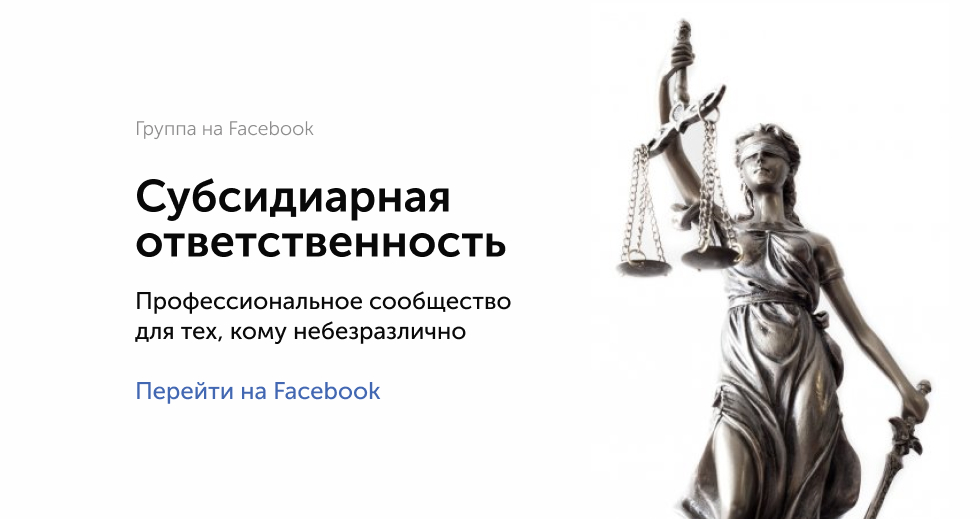 Группа на Facebook
Субсидиарная
ответственность
Профессиональное сообщество
для тех, кому небезразлично
Перейти на Facebook